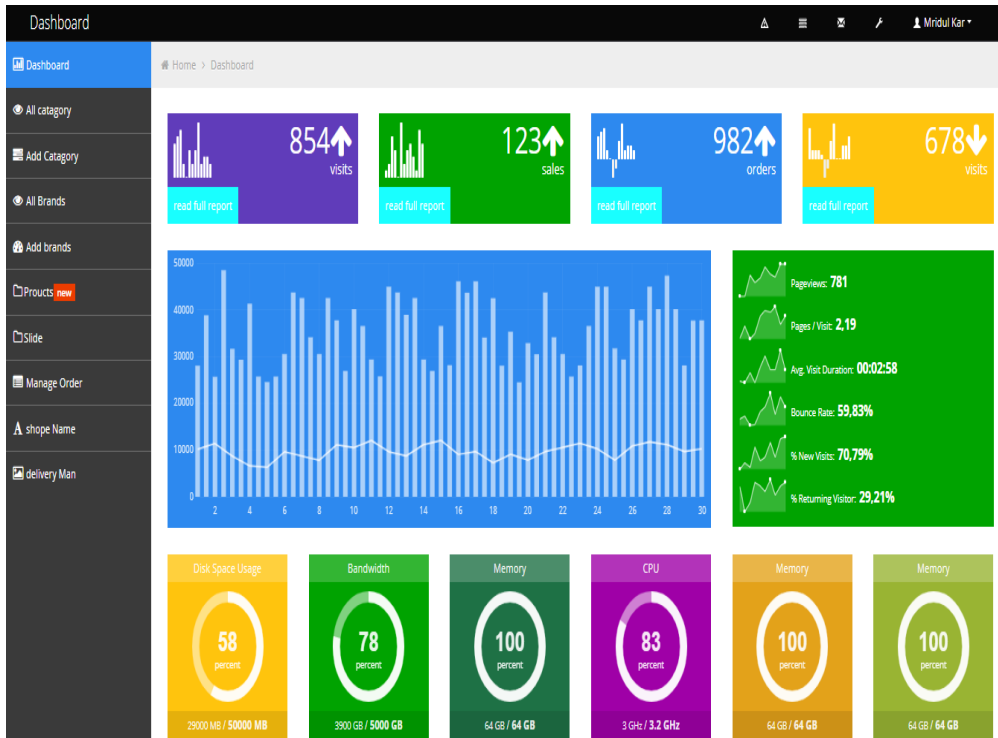 Dashboard
Mridul Kar
Dashboard
All catagory
Add Catagory
All Brands
Add brands
Proucts new
Slide
Manage Order
A shope Name
delivery Man
Home > Dashboard
854
visits
read full report
123
sales
read full report
982
orders
read full report
678
visits
read full report
50000
40000
30000
20000
10000
0
2 4 6 8 10 12 14 16 18 20 22 24 26 28 30
Pageviews: 781
Pages / Visit: 2,19
Avg. Visit Duration: 00:02:58
Bounce Rate: 59,83%
% New Visits: 70,79%
% Returning Visitor: 29,21%
Disk Space Usage
58
percent
29000 MB / 50000 MB
Bandwidth
78
percent
3900 GB / 5000 GB
Memory
100
percent
64 GB / 64 GB
CPU
83
percent
3 GHz / 3.2 GHz
Memory
100
percent
64 GB / 64 GB
Memory
100
percent
64 GB / 64 GB